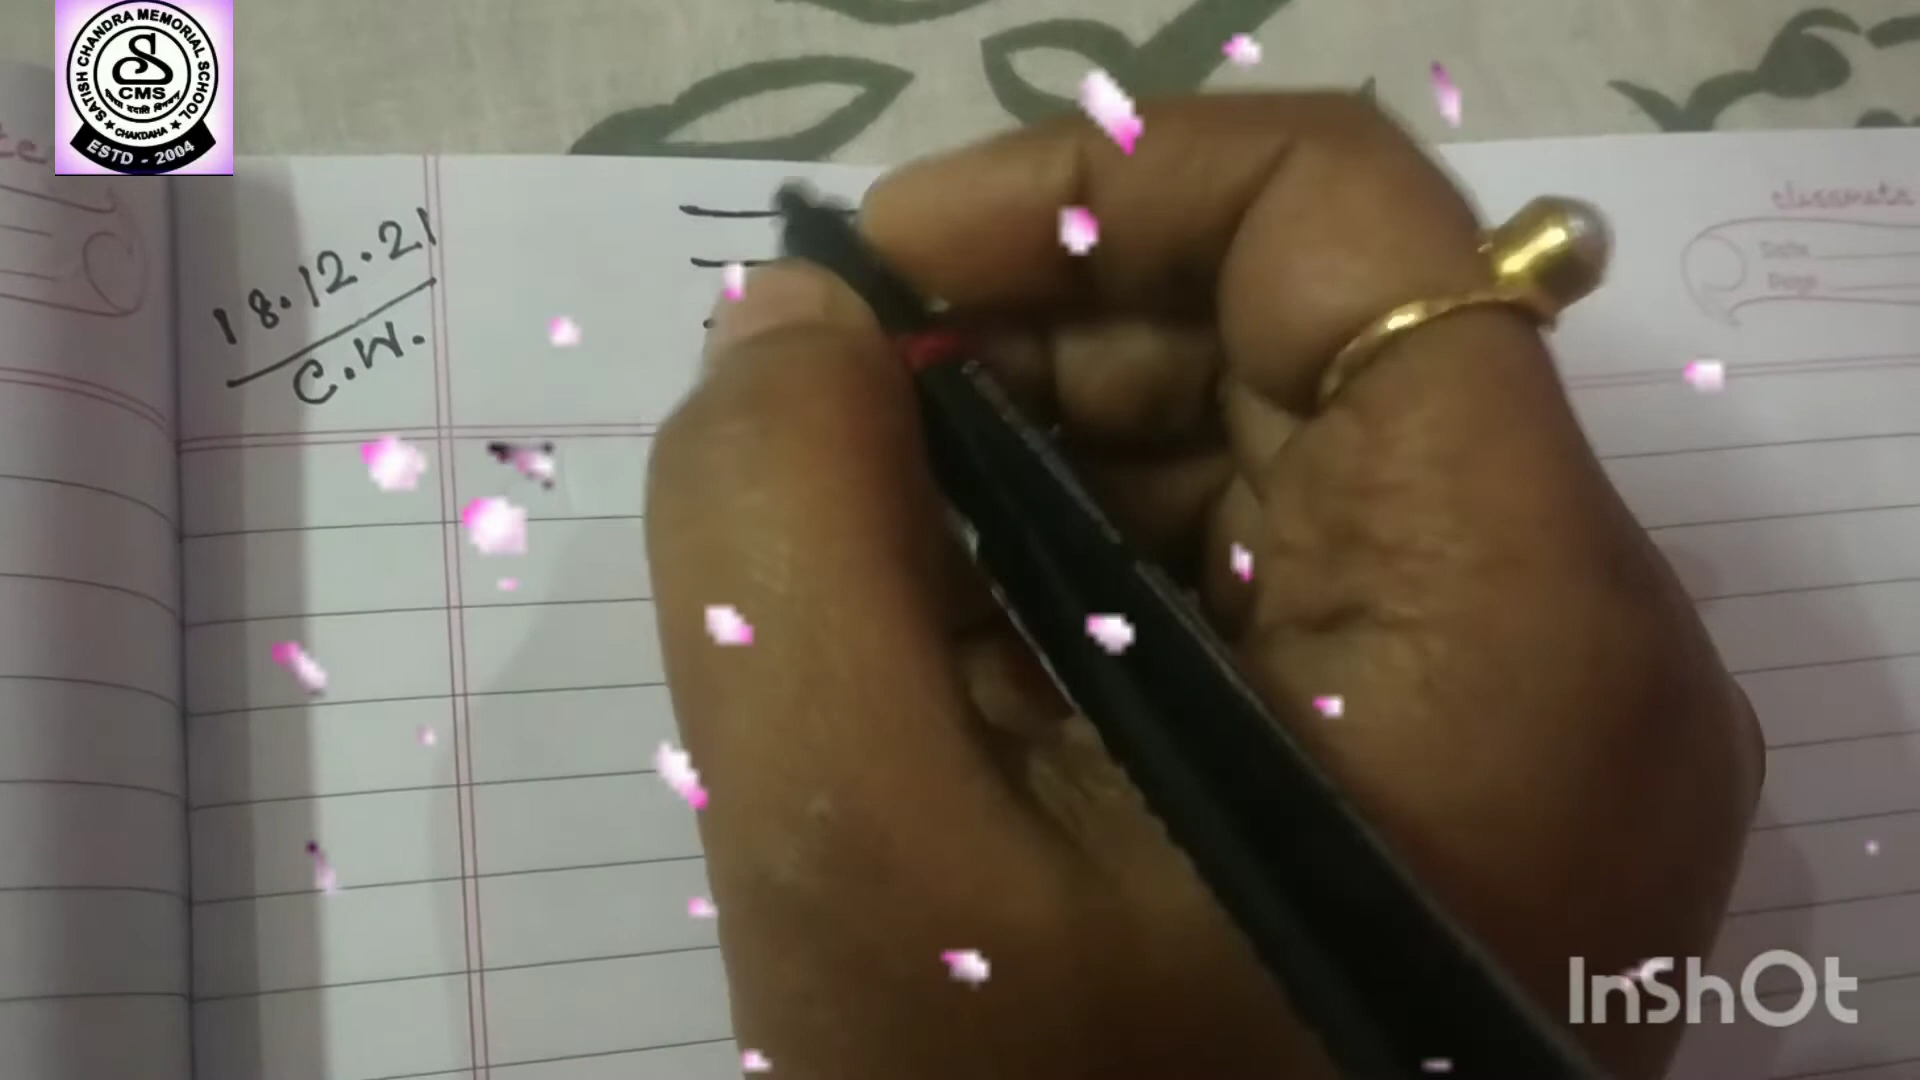 SATISH CHANDRA MEMORIAL SCHOOL
S
CMS
★ CHAKDAHA ★
ESTD - 2004
18.12.21
C.W.
classmate
Date
Page
InShOt